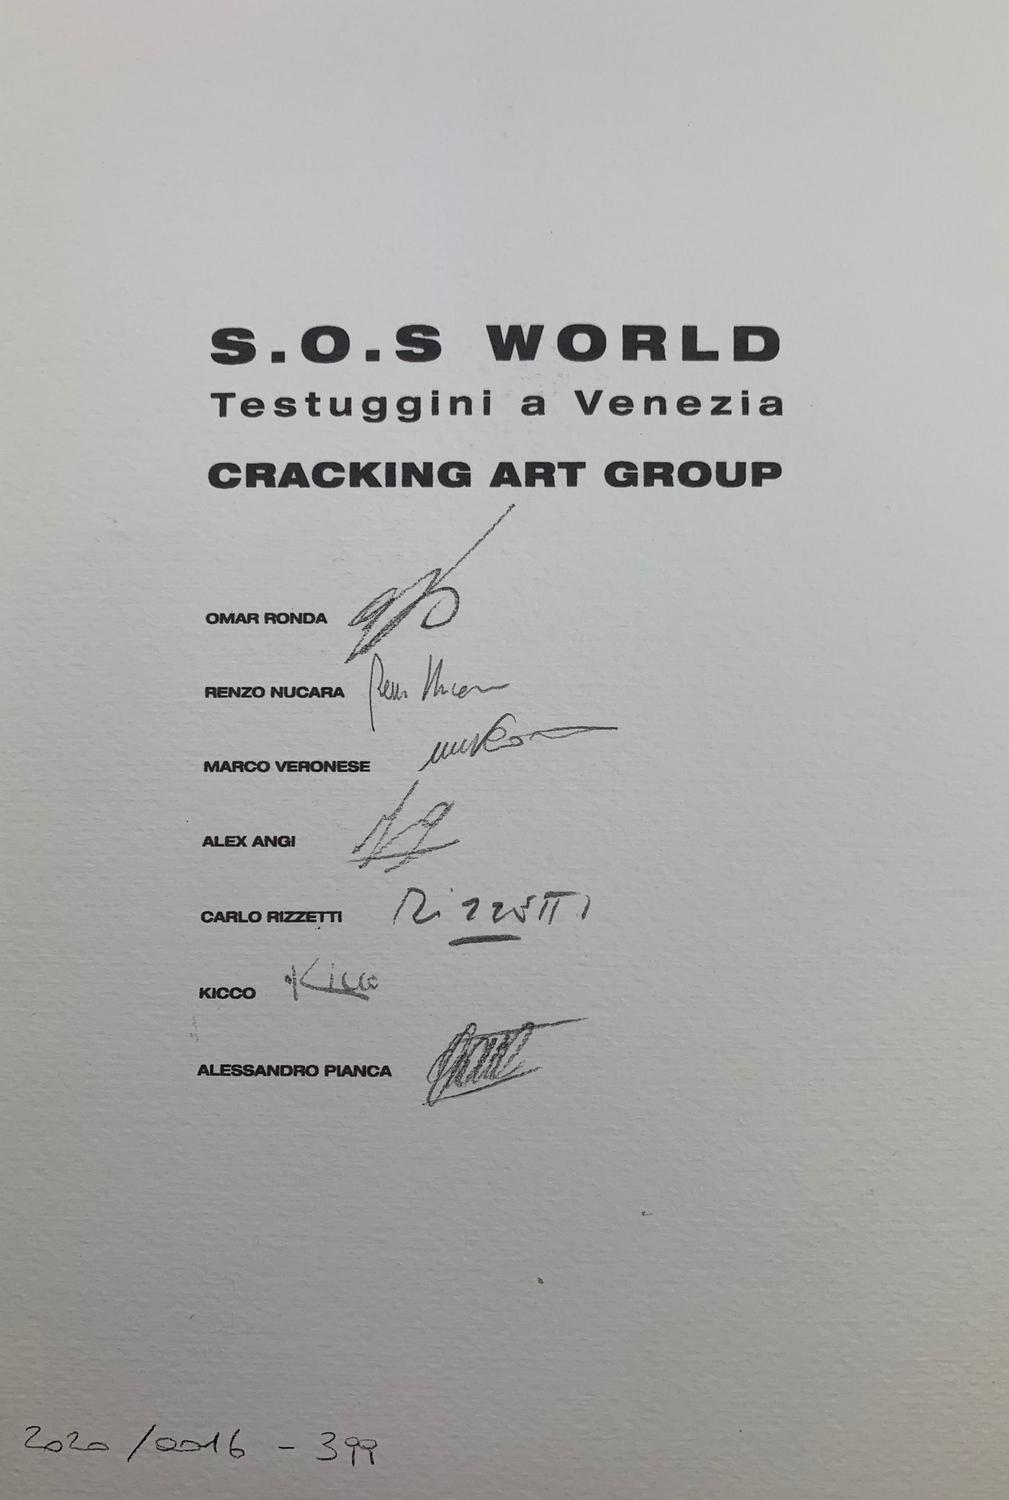 S.O.S WORLD
Testuggini a Venezia
CRACKING ART GROUP
OMAR RONDA
RENZO NUCARA
MARCO VERONESE
ALEX ANGI
CARLO RIZZETTI Rizzetti
KICCO Kicco
ALESSANDRO PIANCA
2020/0016 - 399